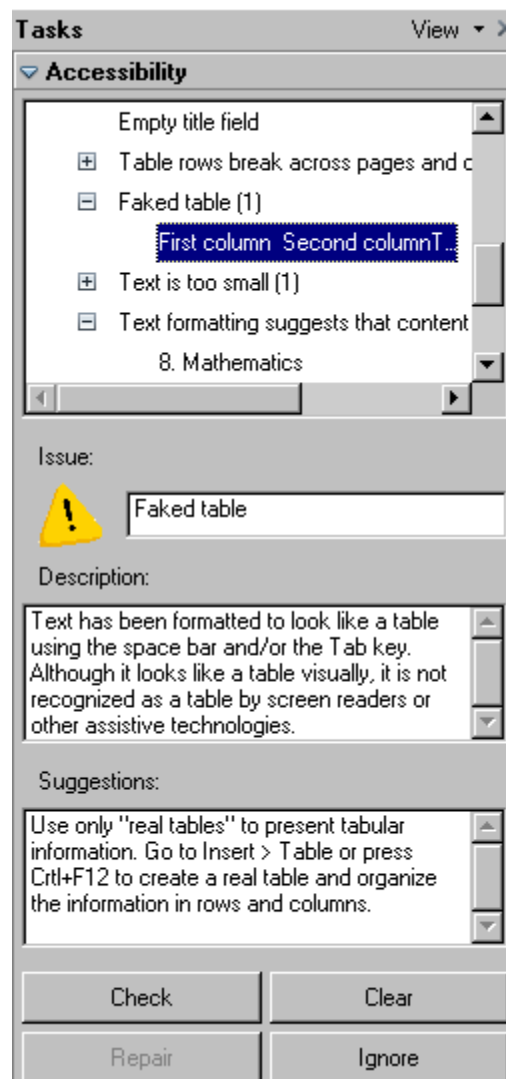 Tasks View
Accessibility
Empty title field
Table rows break across pages and c
Faked table (1)
First column Second columnT...
Text is too small (1)
Text formatting suggests that content
8. Mathematics
Issue:
Faked table
Description:
Text has been formatted to look like a table
using the space bar and/or the Tab key.
Although it looks like a table visually, it is not
recognized as a table by screen readers or
other assistive technologies.
Suggestions:
Use only "real tables" to present tabular
information. Go to Insert > Table or press
Crtl+F12 to create a real table and organize
the information in rows and columns.
Check Clear
Repair Ignore